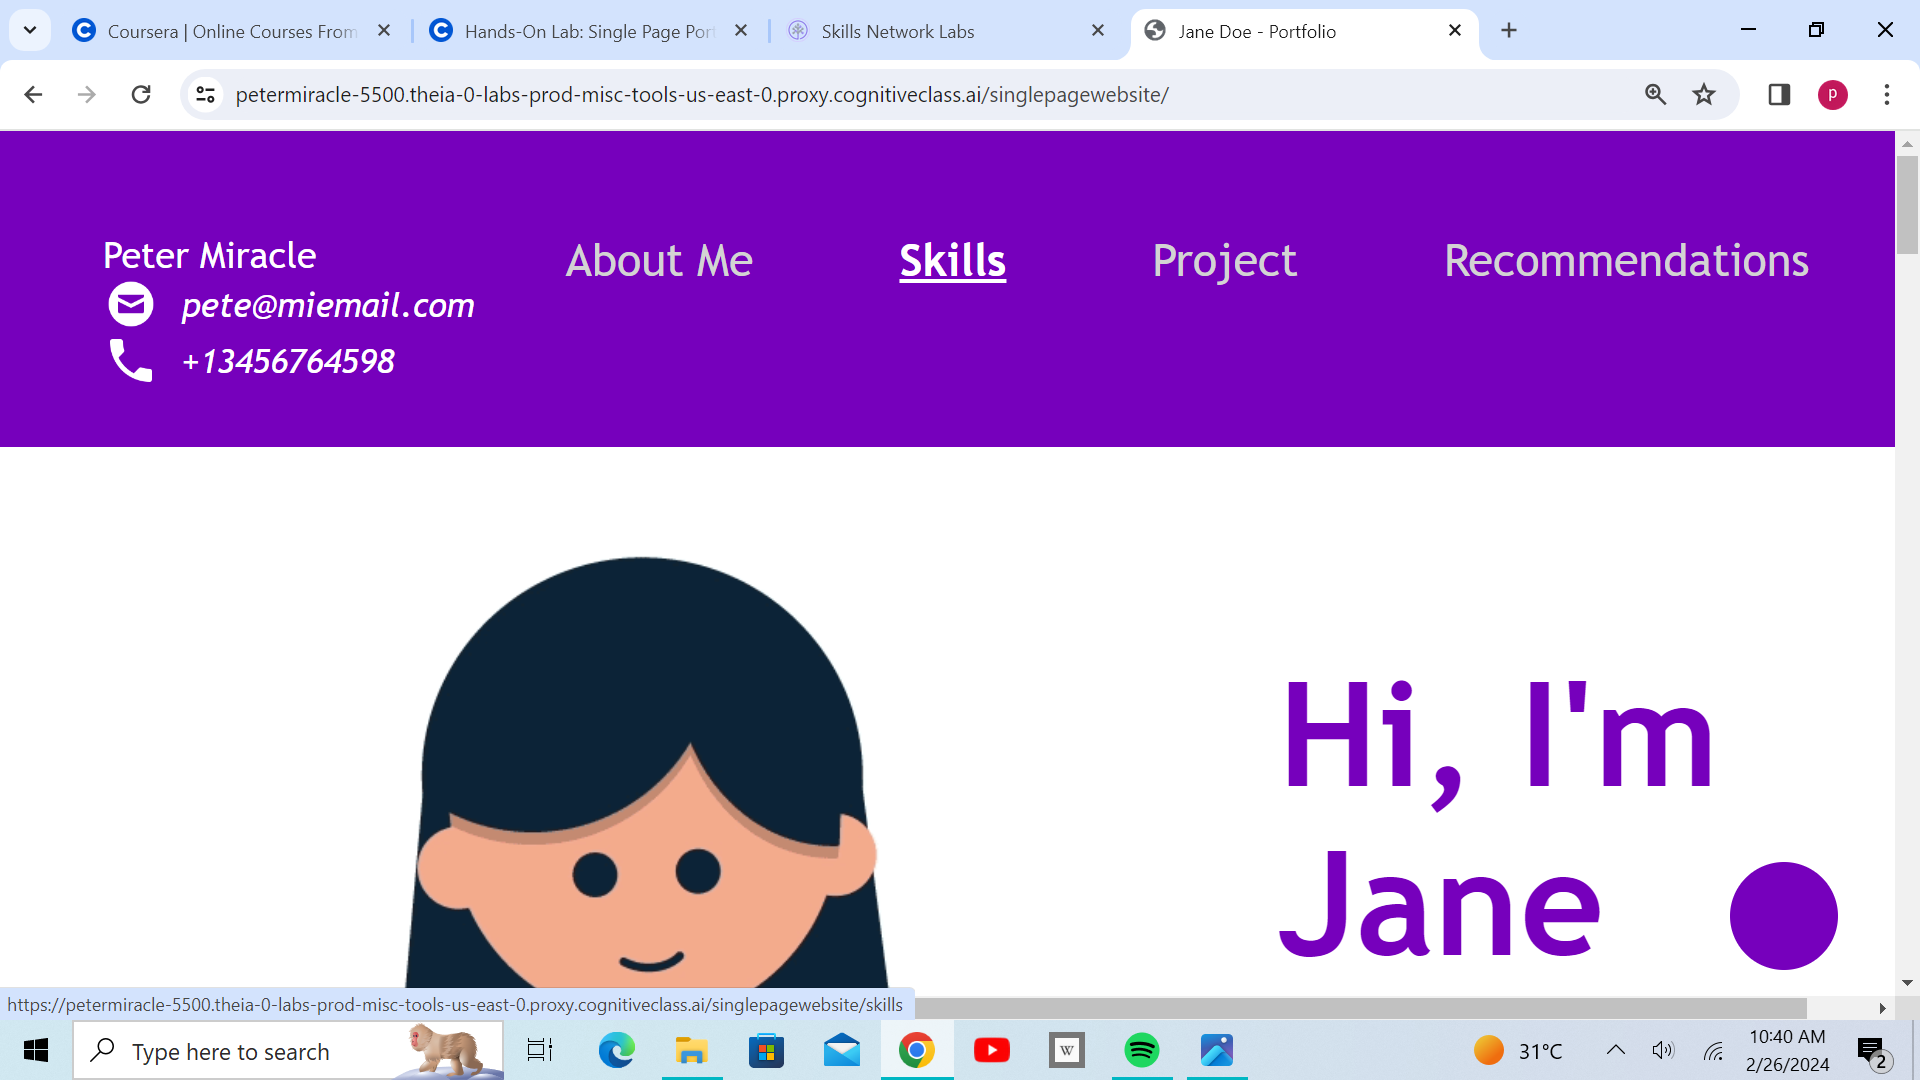 Coursera | Online Courses From
Hands-On Lab: Single Page Port
Skills Network Labs
Jane Doe - Portfolio
petermiracle-5500.theia-0-labs-prod-misc-tools-us-east-0.proxy.cognitiveclass.ai/singlepagewebsite/
p
Peter Miracle
About Me
Skills
Project
Recommendations
pete@miemail.com
+13456764598
Hi, I'm
Jane
https://petermiracle-5500.theia-0-labs-prod-misc-tools-us-east-0.proxy.cognitiveclass.ai/singlepagewebsite/skills
Type here to search
W
31°C
10:40 AM
2/26/2024
2